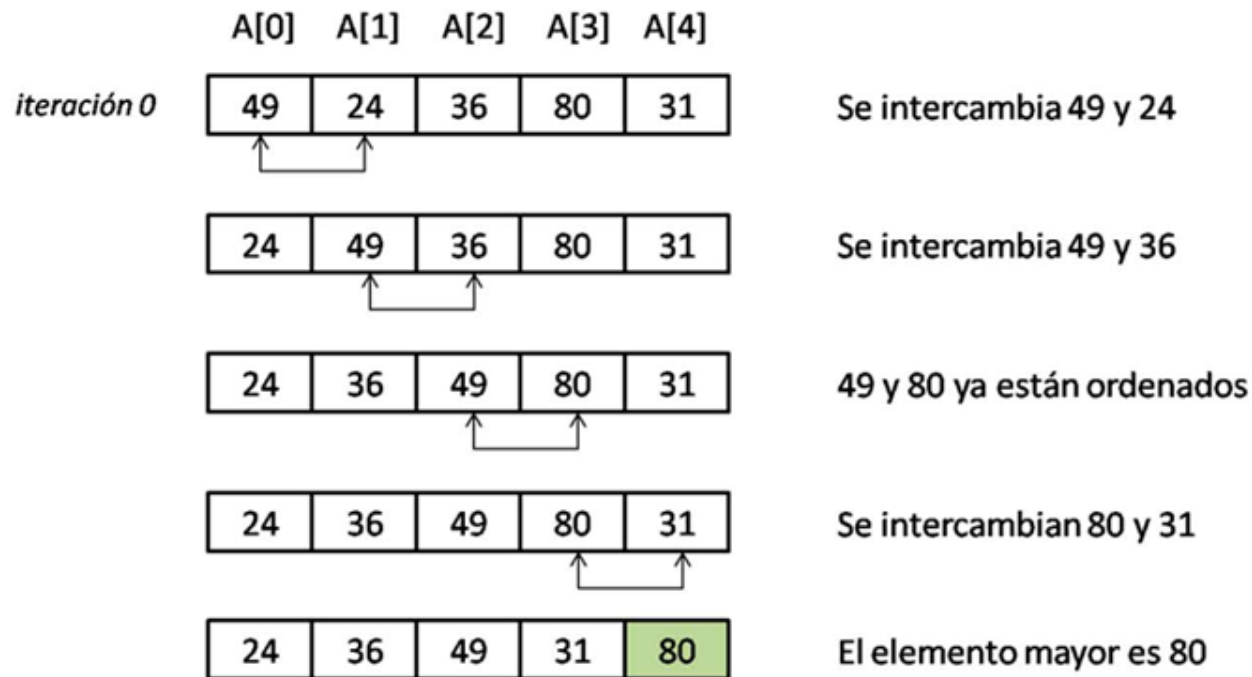 A[0] A[1] A[2] A[3] A[4]
iteración 0 49 24 36 80 31 Se intercambia 49 y 24
24 49 36 80 31 Se intercambia 49 y 36
24 36 49 80 31 49 y 80 ya están ordenados
24 36 49 80 31 Se intercambian 80 y 31
24 36 49 31 80 El elemento mayor es 80